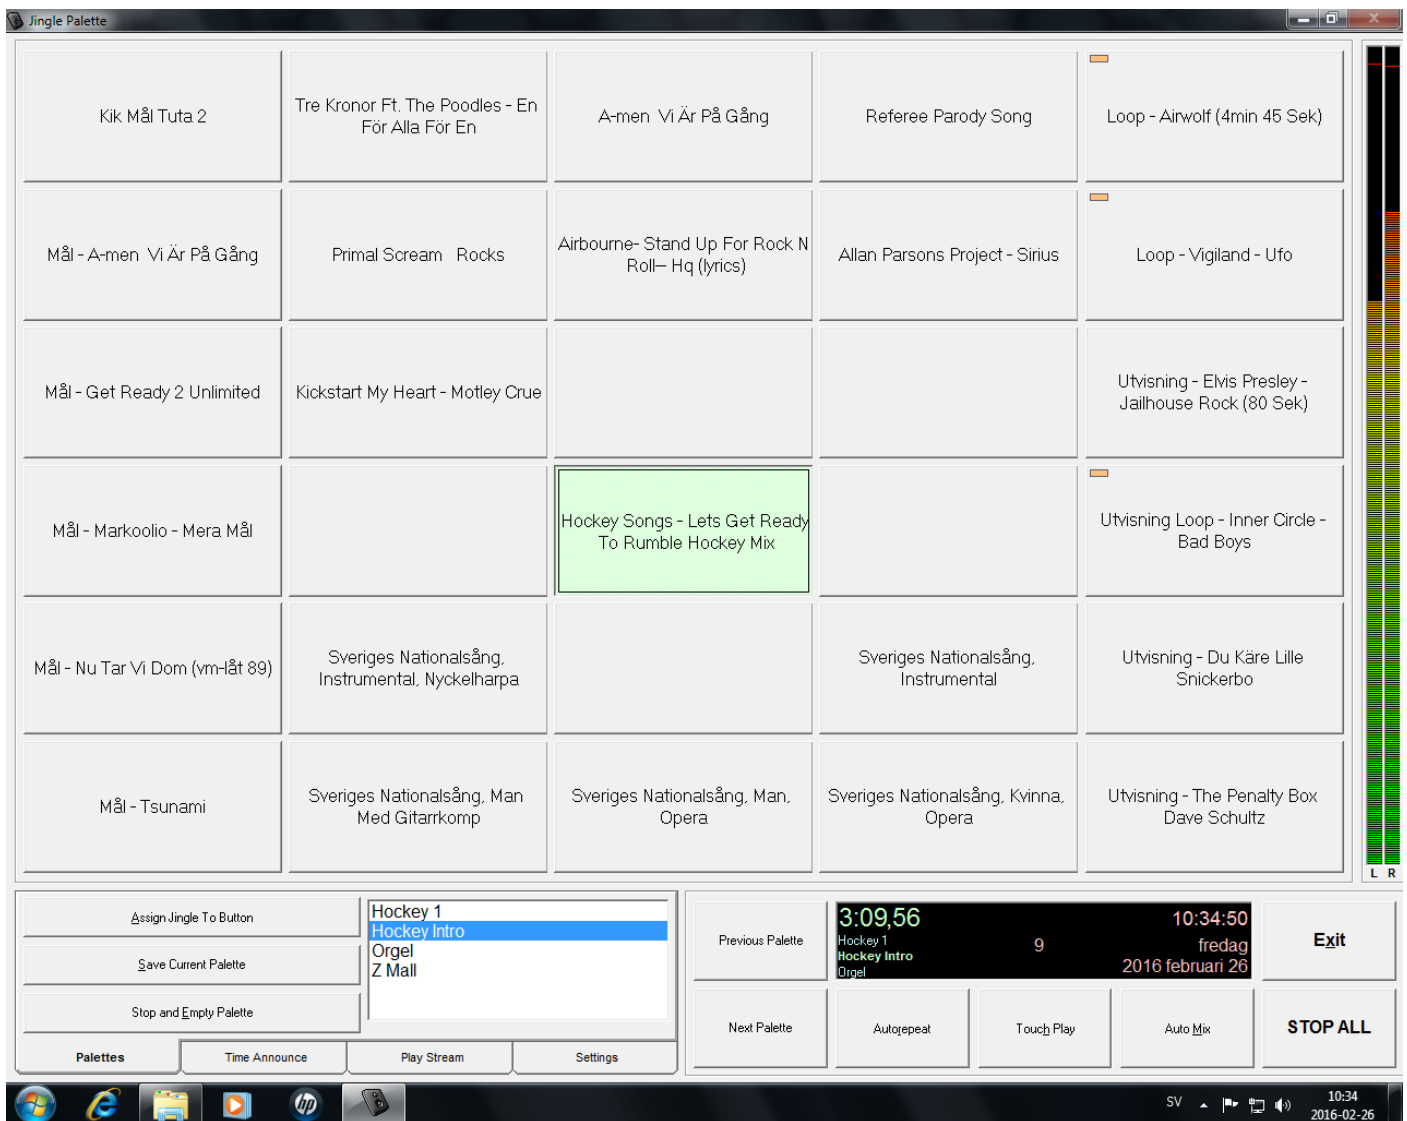 Jingle Palette
Kik Mål Tuta 2
Tre Kronor Ft. The Poodles - En
För Alla För En
A-men Vi Är På Gång
Referee Parody Song
Loop - Airwolf (4min 45 Sek)
Mål - A-men Vi Är På Gång
Primal Scream Rocks
Airbourne- Stand Up For Rock N
Roll– Hq (lyrics)
Allan Parsons Project - Sirius
Loop - Vigiland - Ufo
Mål - Get Ready 2 Unlimited
Kickstart My Heart - Motley Crue
Utvisning - Elvis Presley -
Jailhouse Rock (80 Sek)
Mål - Markoolio - Mera Mål
Hockey Songs - Lets Get Ready
To Rumble Hockey Mix
Utvisning Loop - Inner Circle -
Bad Boys
Mål - Nu Tar Vi Dom (vm-låt 89)
Sveriges Nationalsång,
Instrumental, Nyckelharpa
Sveriges Nationalsång,
Instrumental
Utvisning - Du Käre Lille
Snickerbo
Mål - Tsunami
Sveriges Nationalsång, Man
Med Gitarrkomp
Sveriges Nationalsång, Man,
Opera
Sveriges Nationalsång, Kvinna,
Opera
Utvisning - The Penalty Box
Dave Schultz
L R
Assign Jingle To Button
Save Current Palette
Stop and Empty Palette
Hockey 1
Hockey Intro
Orgel
Z Mall
Palettes
Time Announce
Play Stream
Settings
Previous Palette
3:09,56
Hockey 1
Hockey Intro
Orgel
9
10:34:50
fredag
2016 februari 26
Exit
Next Palette
Autorepeat
Touch Play
Auto Mix
STOP ALL
hp
SV
10:34
2016-02-26